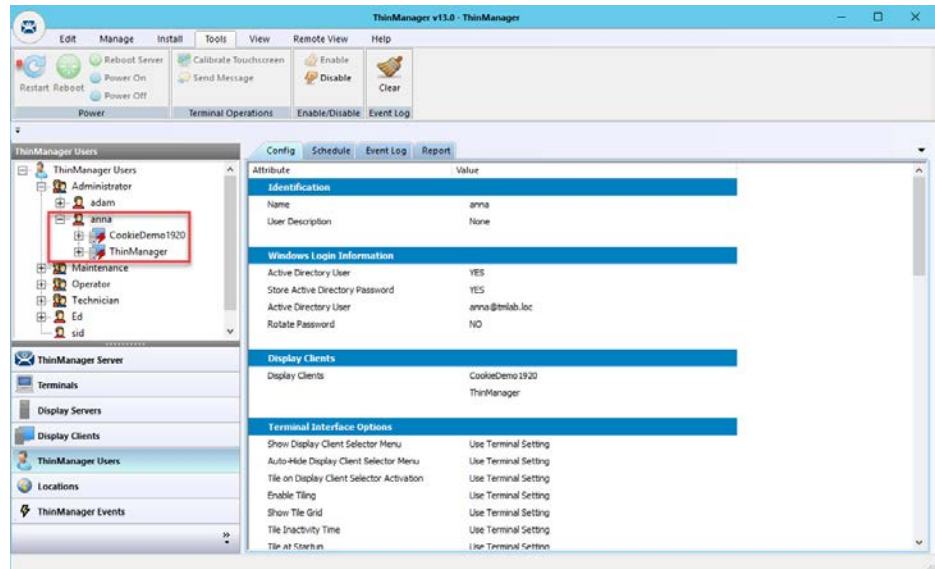 ThinManager v13.0 - ThinManager
Edit Manage Install Tools View Remote View Help
Restart Reboot
Reboot Server
Power On
Power Off
Power
Calibrate Touchscreen
Send Message
Terminal Operations
Enable
Disable
Enable/Disable
Clear
Event Log
ThinManager Users
ThinManager Users
Administrator
adam
anna
CookieDemo1920
ThinManager
Maintenance
Operator
Technician
Ed
sid
ThinManager Server
Terminals
Display Servers
Display Clients
ThinManager Users
Locations
ThinManager Events
Config Schedule Event Log Report
Attribute Value
Identification
Name anna
User Description None
Windows Login Information
Active Directory User YES
Store Active Directory Password YES
Active Directory User anna@tmlab.loc
Rotate Password NO
Display Clients
Display Clients CookieDemo1920
ThinManager
Terminal Interface Options
Show Display Client Selector Menu Use Terminal Setting
Auto-Hide Display Client Selector Menu Use Terminal Setting
Tile on Display Client Selector Activation Use Terminal Setting
Enable Tiling Use Terminal Setting
Show Tile Grid Use Terminal Setting
Tile Inactivity Time Use Terminal Setting
Tile at Startup Use Terminal Setting